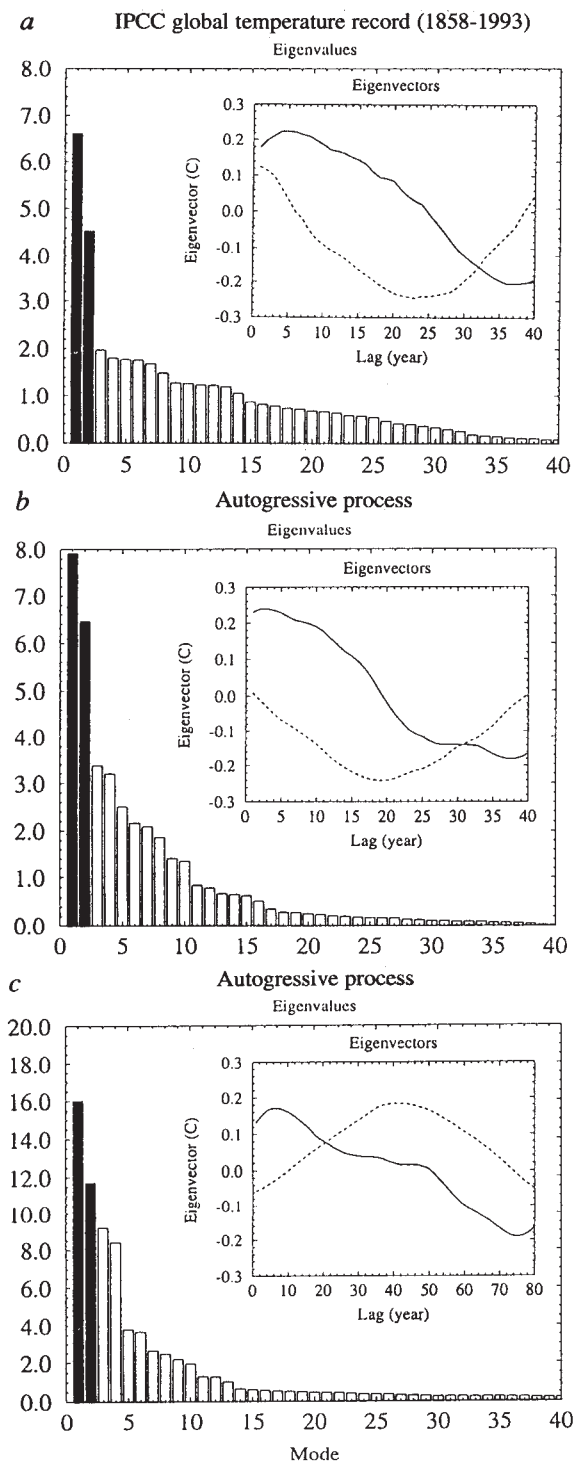 a IPCC global temperature record (1858-1993)
Eigenvalues
8.0
7.0
6.0
5.0
4.0
3.0
2.0
1.0
0.0
0 5 10 15 20 25 30 35 40
Eigenvectors
Eigenvector (C)
0.3
0.2
0.1
0.0
-0.1
-0.2
-0.3
0 5 10 15 20 25 30 35 40
Lag (year)
b Autogressive process
Eigenvalues
8.0
7.0
6.0
5.0
4.0
3.0
2.0
1.0
0.0
0 5 10 15 20 25 30 35 40
Eigenvectors
Eigenvector (C)
0.3
0.2
0.1
0.0
-0.1
-0.2
-0.3
0 5 10 15 20 25 30 35 40
Lag (year)
c Autogressive process
Eigenvalues
20.0
18.0
16.0
14.0
12.0
10.0
8.0
6.0
4.0
2.0
0.0
0 5 10 15 20 25 30 35 40
Eigenvectors
Eigenvector (C)
0.3
0.2
0.1
0.0
-0.1
-0.2
-0.3
0 10 20 30 40 50 60 70 80
Lag (year)
Mode